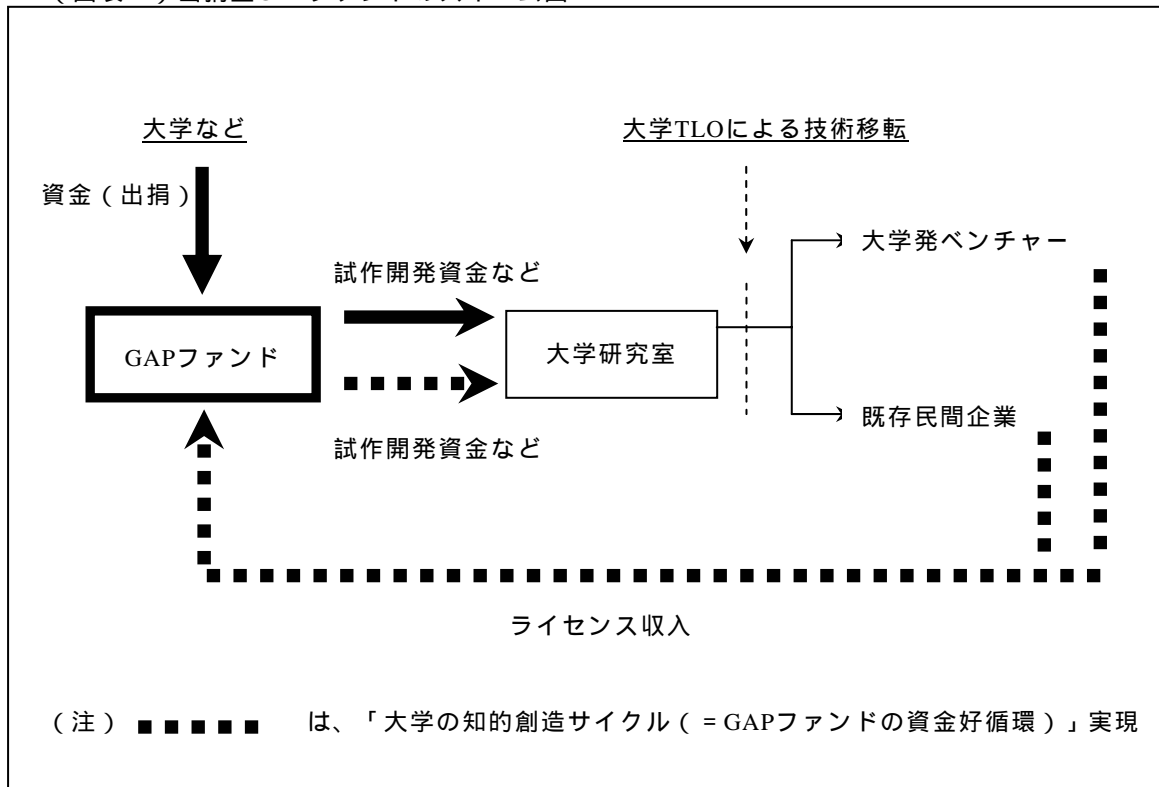 大学など
大学TLOによる技術移転
資金(出捐)
大学発ベンチャー
試作開発資金など
GAPファンド
大学研究室
既存民間企業
試作開発資金など
ライセンス収入
(注) は、「大学の知的創造サイクル(=GAPファンドの資金好循環)」実現